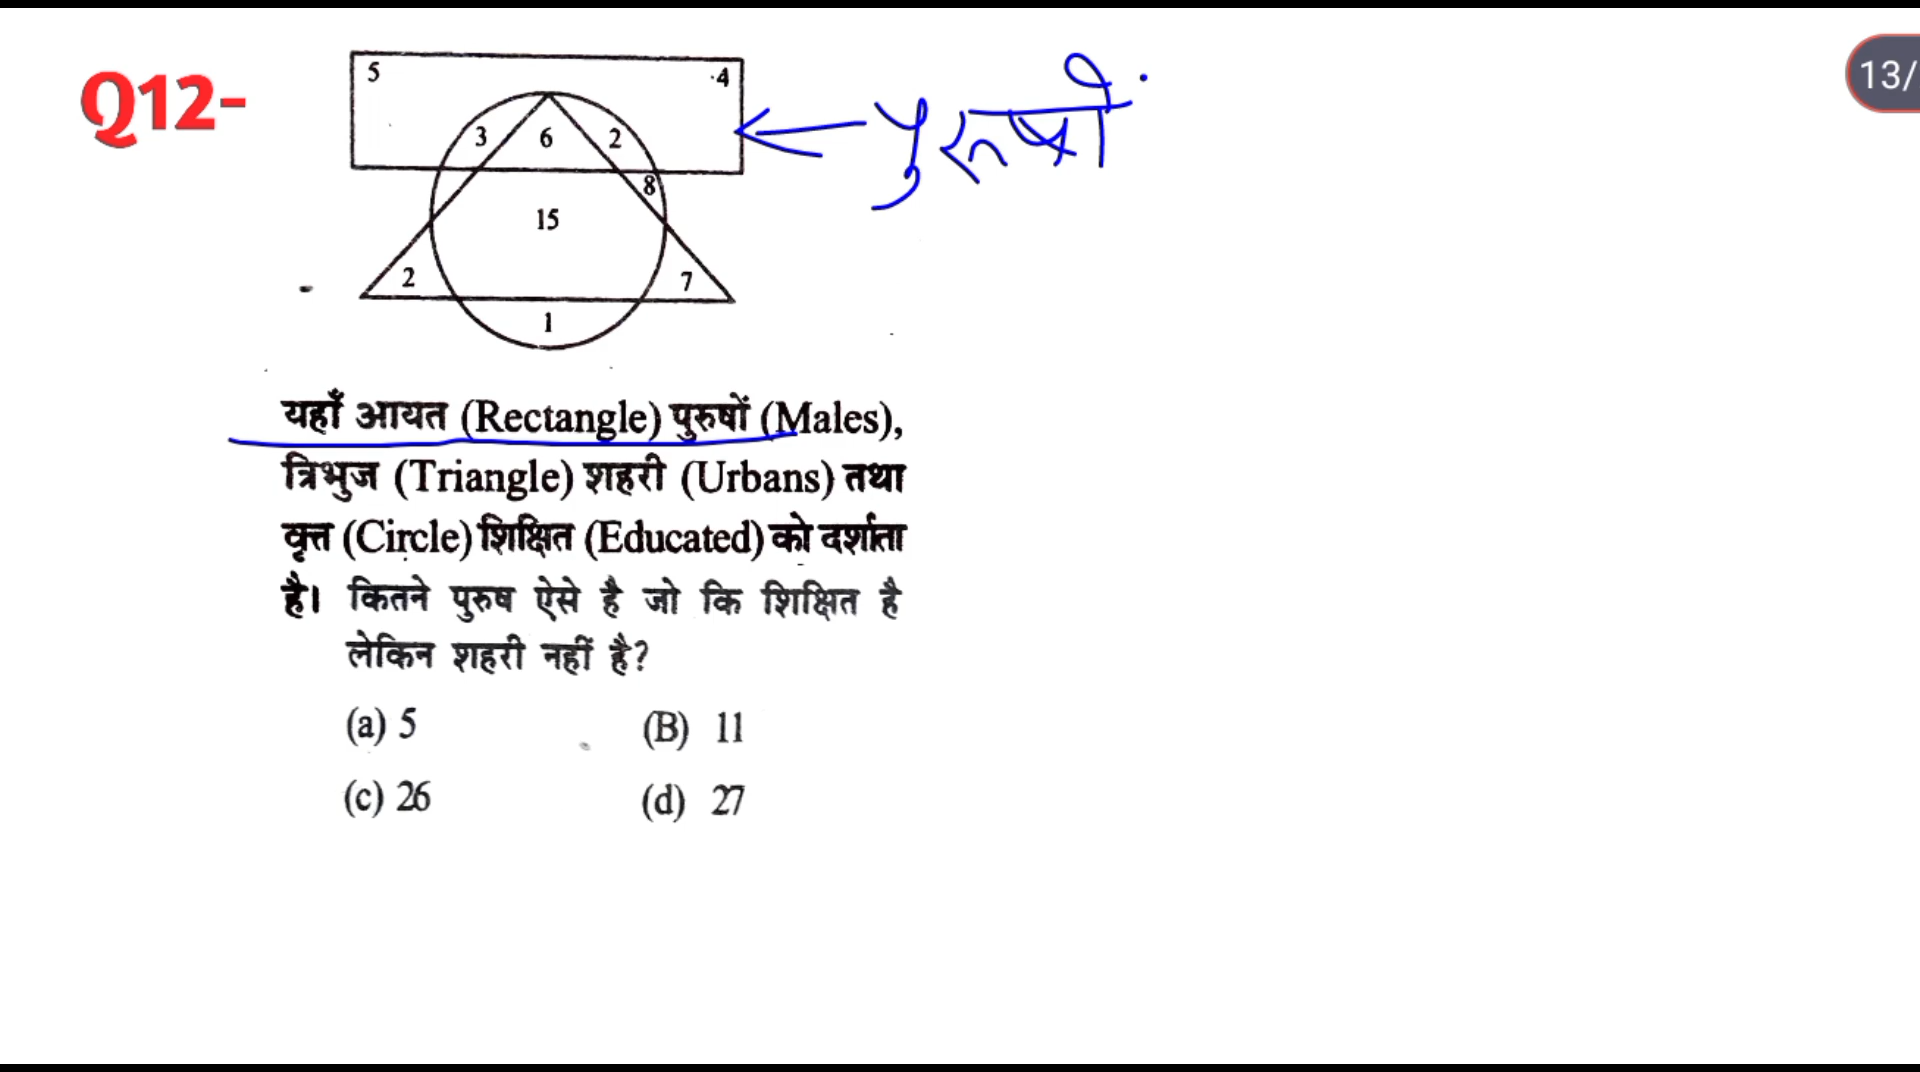 Q12-
5 4
3 6 2
8
15
2 7
1
पुरूषों
13/
यहाँ आयत (Rectangle) पुरुषों (Males),
त्रिभुज (Triangle) शहरी (Urbans) तथा
वृत्त (Circle) शिक्षित (Educated) को दर्शाता
है। कितने पुरुष ऐसे है जो कि शिक्षित है
लेकिन शहरी नहीं है?
(a) 5 (B) 11
(c) 26 (d) 27